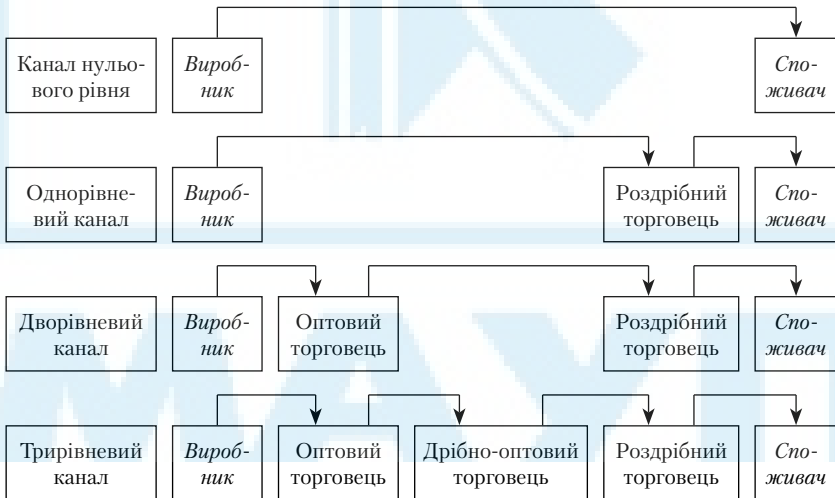 Канал нульо-
вого рівня
Вироб-
ник
Спо-
живач
Однорівне-
вий канал
Вироб-
ник
Роздрібний
торговець
Спо-
живач
Дворівневий
канал
Вироб-
ник
Оптовий
торговець
Роздрібний
торговець
Спо-
живач
Трирівневий
канал
Вироб-
ник
Оптовий
торговець
Дрібно-оптовий
торговець
Роздрібний
торговець
Спо-
живач